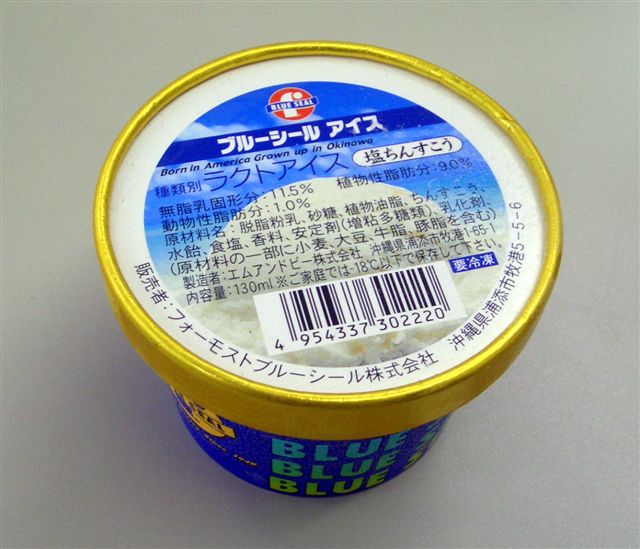 BLUE SEAL
ブルーシール アイス
Born in America Grown up in Okinawa
種類別 ラクトアイス 塩ちんすこう
無脂乳固形分：11.5% 植物性脂肪分：9.0%
動物性脂肪分：1.0%
原材料名：脱脂粉乳、砂糖、植物油脂、ちんすこう、
水飴、食塩、香料、安定剤(増粘多糖類)、乳化剤、
(原材料の一部に小麦、大豆、牛脂、豚脂を含む)
製造者：エムアンドビー株式会社 沖縄県浦添市牧港1-65-1
内容量：130ml ※ご家庭では-18℃以下で保存して下さい。 要冷凍
4 954337 302220
販売者：フォーモストブルーシール株式会社 沖縄県浦添市牧港5-5-6
BLUE
BLUE
BLUE